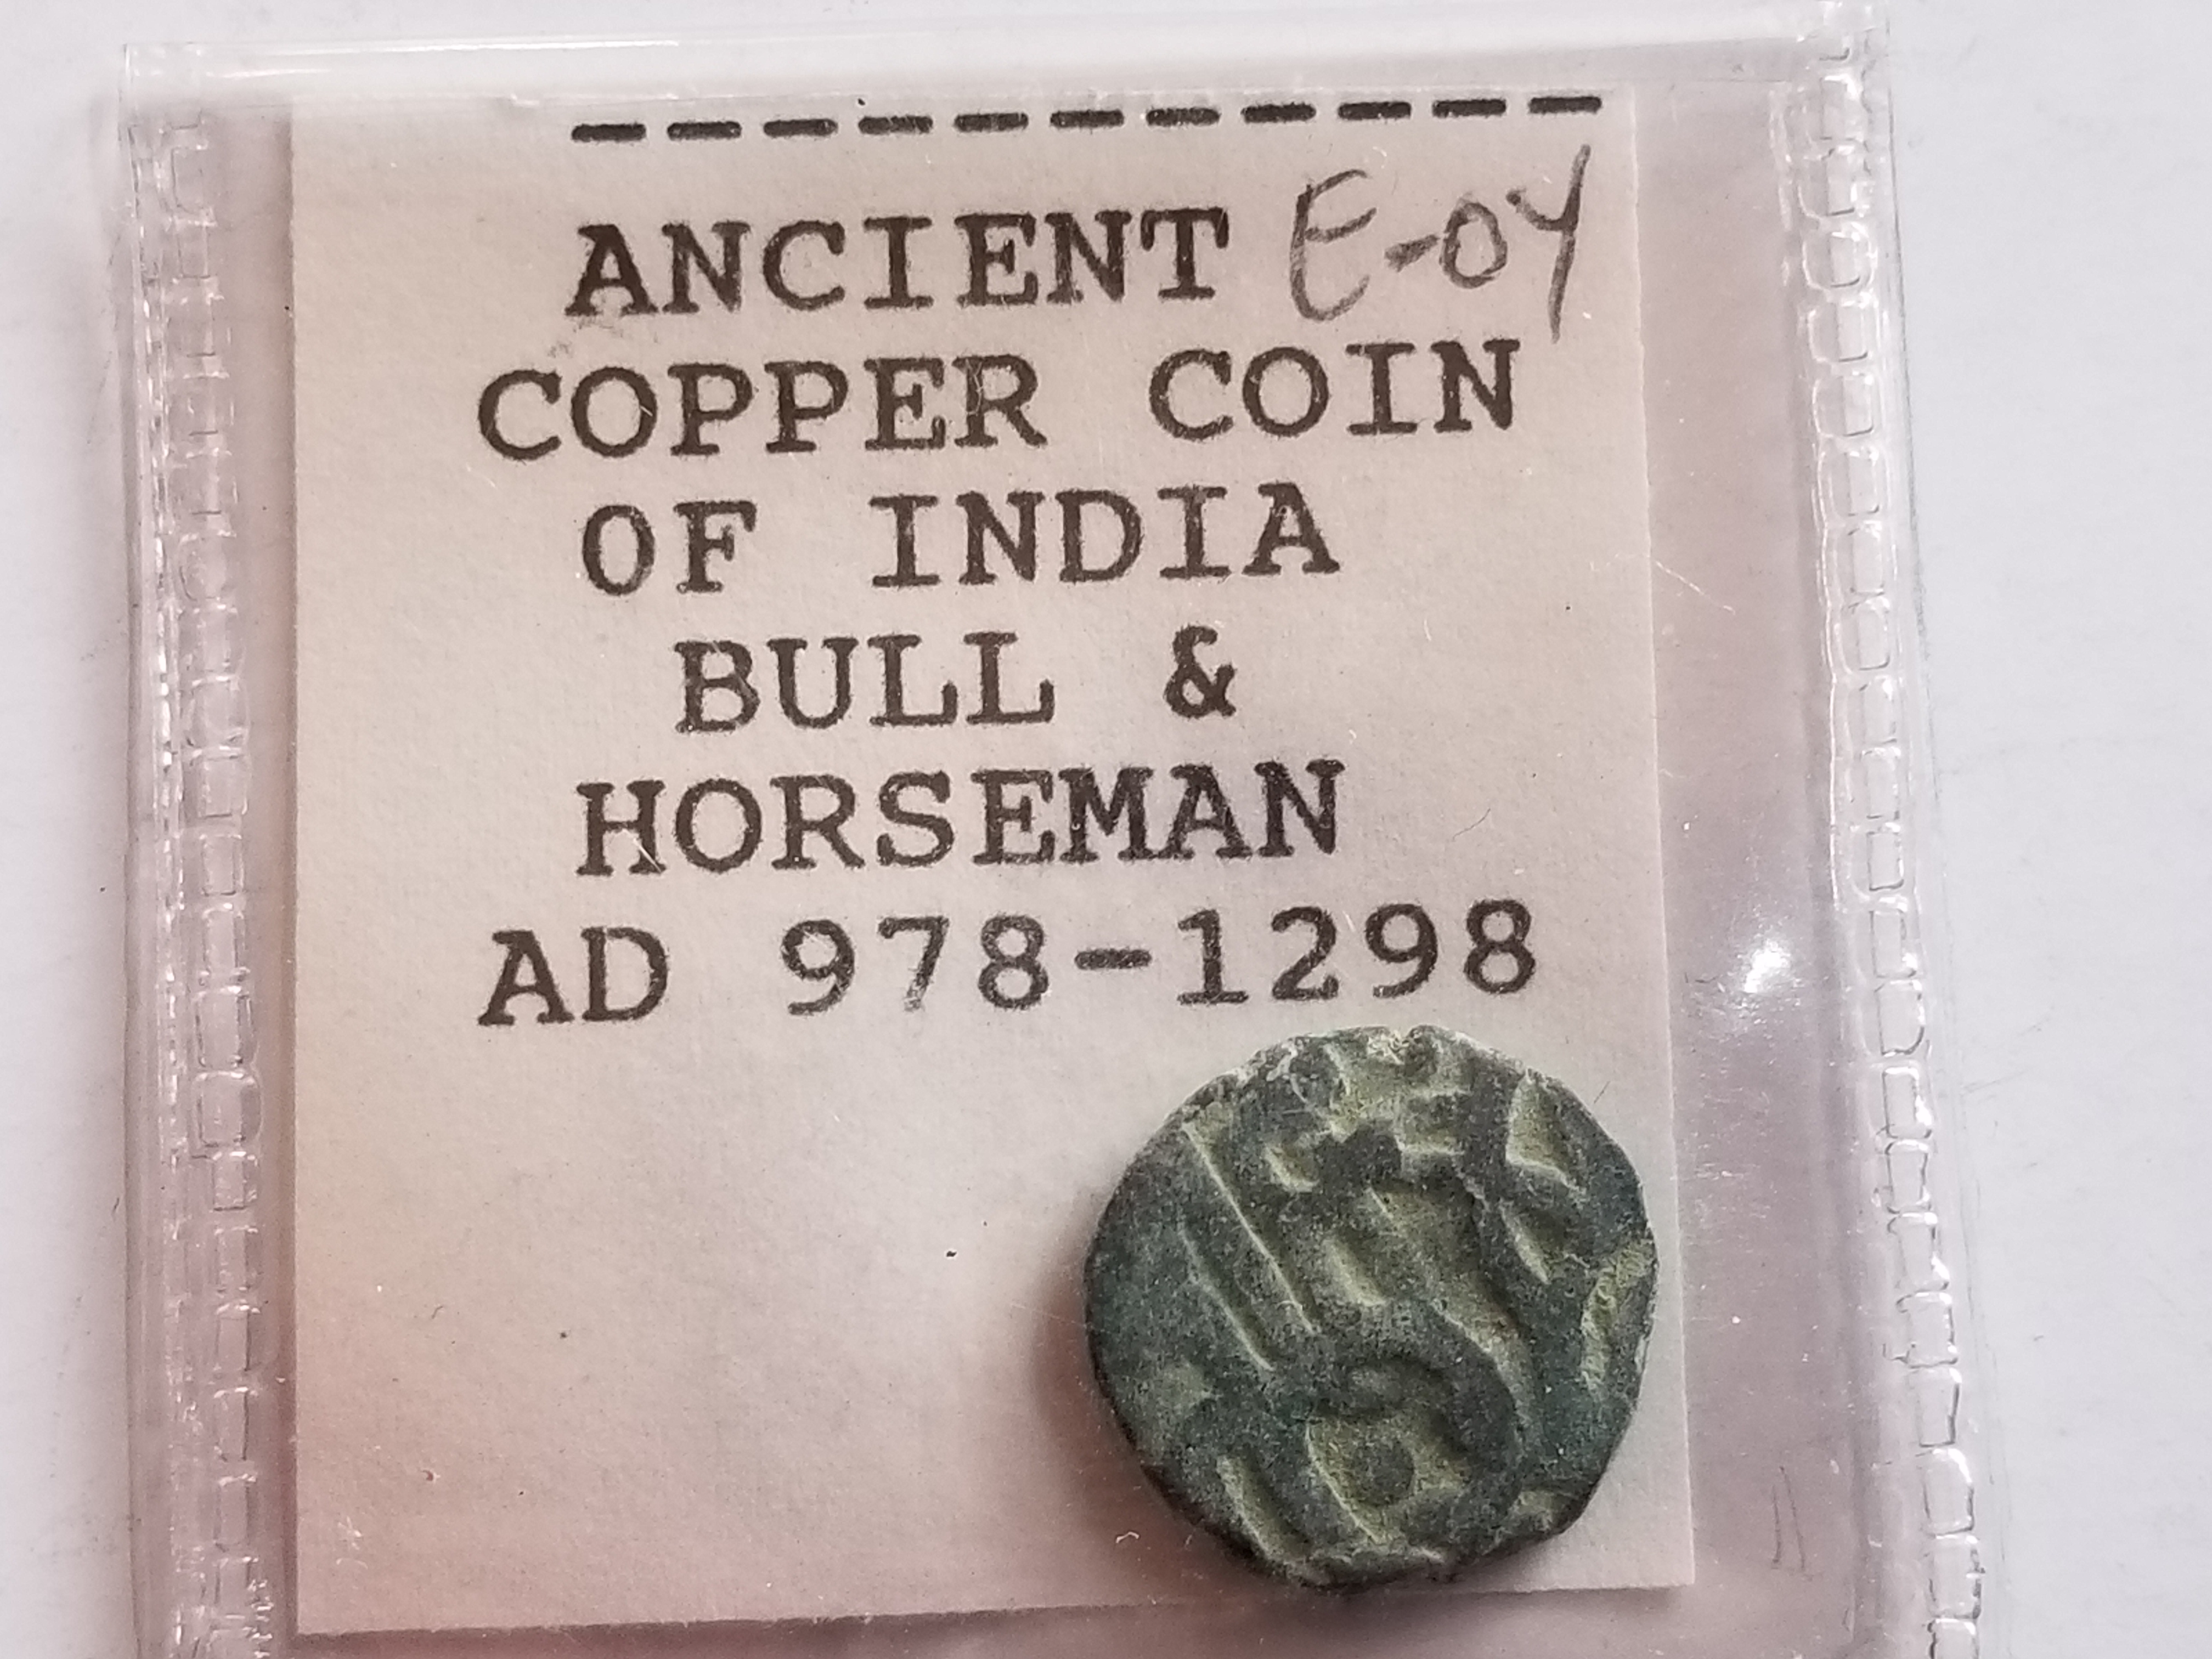 -----------
ANCIENT E-04
COPPER COIN
OF INDIA
BULL &
HORSEMAN
AD 978-1298